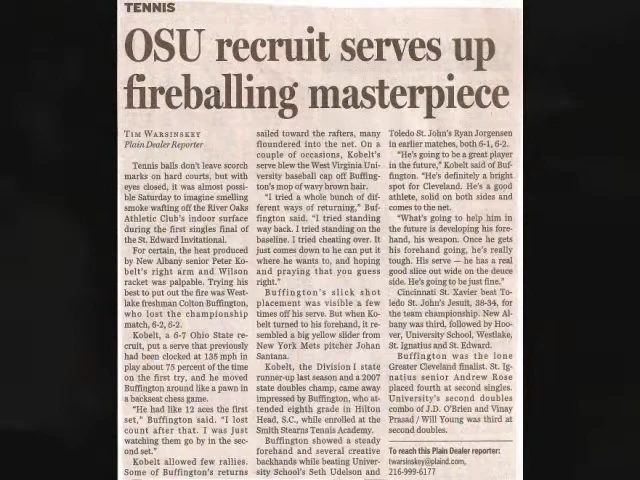 TENNIS
OSU recruit serves up
fireballing masterpiece
TIM WARSINSKEY
Plain Dealer Reporter
Tennis balls don't leave scorch
marks on hard courts, but with
eyes closed, it was almost possi-
ble Saturday to imagine smelling
smoke wafting off the River Oaks
Athletic Club's indoor surface
during the first singles final of
the St. Edward Invitational.
For certain, the heat produced
by New Albany senior Peter Ko-
belt's right arm and Wilson
racket was palpable. Trying his
best to put out the fire was West-
lake freshman Colton Buffington,
who lost the championship
match, 6-2, 6-2.
Kobelt, a 6-7 Ohio State re-
cruit, put a serve that previously
had been clocked at 135 mph in
play about 75 percent of the time
on the first try, and he moved
Buffington around like a pawn in
a backseat chess game.
"He had like 12 aces the first
set," Buffington said. "I lost
count after that. I was just
watching them go by in the sec-
ond set."
Kobelt allowed few rallies.
Some of Buffington's returns
sailed toward the rafters, many
floundered into the net. On a
couple of occasions, Kobelt's
serve blew the West Virginia Uni-
versity baseball cap off Buffing-
ton's mop of wavy brown hair.
"I tried a whole bunch of dif-
ferent ways of returning," Buf-
fington said. "I tried standing
way back. I tried standing on the
baseline. I tried cheating over. It
just comes down to he can put it
where he wants to, and hoping
and praying that you guess
right."
Buffington's slick shot
placement was visible a few
times off his serve. But when Ko-
belt turned to his forehand, it re-
sembled a big yellow slider from
New York Mets pitcher Johan
Santana.
Kobelt, the Division I state
runner-up last season and a 2007
state doubles champ, came away
impressed by Buffington, who at-
tended eighth grade in Hilton
Head, S.C., while enrolled at the
Smith Stearns Tennis Academy.
Buffington showed a steady
forehand and several creative
backhands while beating Univer-
sity School's Seth Udelson and
Toledo St. John's Ryan Jorgensen
in earlier matches, both 6-1, 6-2.
"He's going to be a great player
in the future," Kobelt said of Buf-
fington. "He's definitely a bright
spot for Cleveland. He's a good
athlete, solid on both sides and
comes to the net.
"What's going to help him in
the future is developing his fore-
hand, his weapon. Once he gets
his forehand going, he's really
tough. His serve — he has a real
good slice out wide on the deuce
side. He's going to be just fine."
Cincinnati St. Xavier beat To-
ledo St. John's Jesuit, 38-34, for
the team championship. New Al-
bany was third, followed by Hoo-
ver, University School, Westlake,
St. Ignatius and St. Edward.
Buffington was the lone
Greater Cleveland finalist. St. Ig-
natius senior Andrew Rose
placed fourth at second singles.
University's second doubles
combo of J.D. O'Brien and Vinay
Prasad / Will Young was third at
second doubles.
To reach this Plain Dealer reporter:
twarsinskey@plaind.com,
216-999-6177